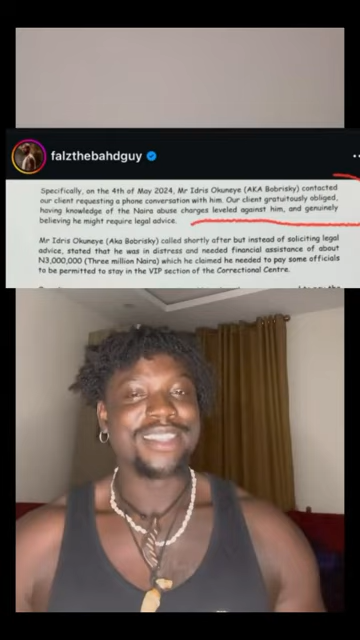 falzthebahdguy
Specifically, on the 4th of May 2024, Mr Idris Okuneye (AKA Bobrisky) contacted
our client requesting a phone conversation with him. Our client gratuitously obliged,
having knowledge of the Naira abuse charges leveled against him, and genuinely
believing he might require legal advice.
Mr Idris Okuneye (Aka Bobrisky) called shortly after but instead of soliciting legal
advice, stated that he was in distress and needed financial assistance of about
N3,000,000 (Three million Naira) which he claimed he needed to pay some officials
to be permitted to stay in the VIP section of the Correctional Centre.